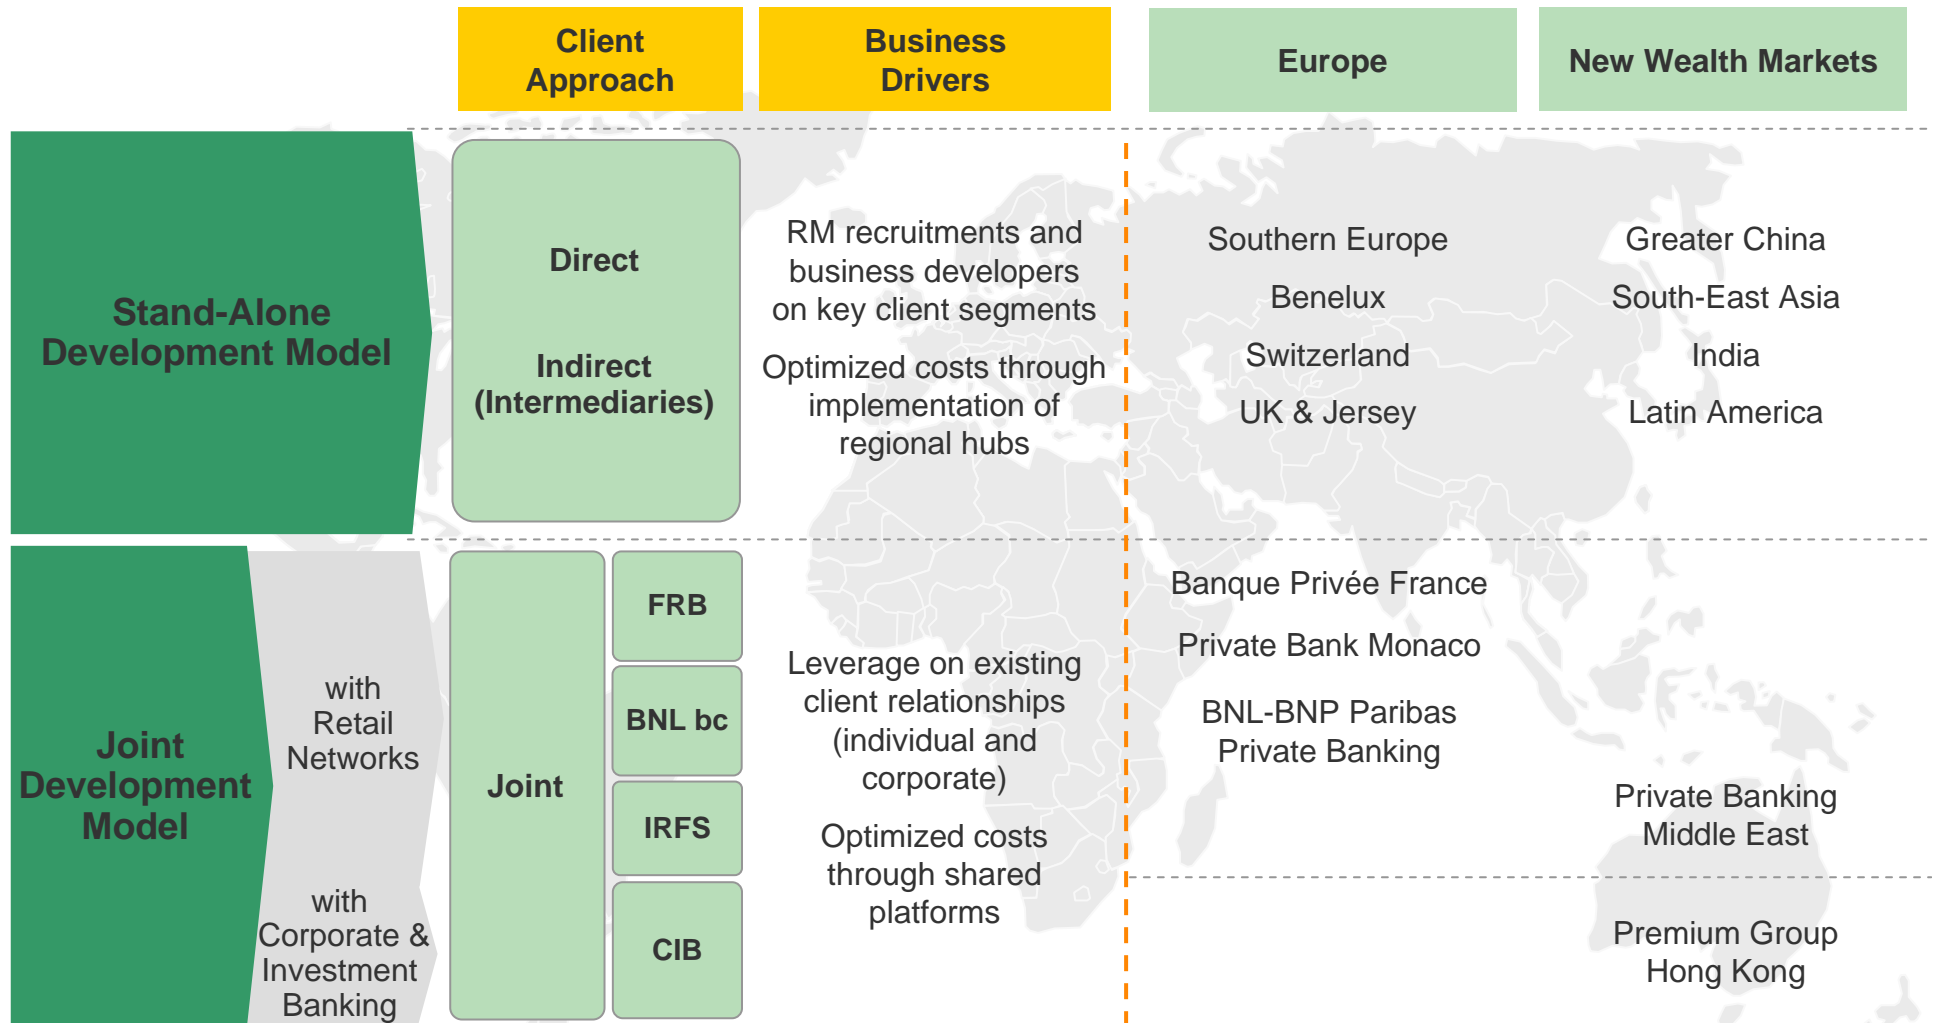 Client
Approach
Business
Drivers
Europe
New Wealth Markets
Stand-Alone
Development Model
Direct
Indirect
(Intermediaries)
RM recruitments and
business developers
on key client segments
Optimized costs through
implementation of
regional hubs
Southern Europe
Benelux
Switzerland
UK & Jersey
Greater China
South-East Asia
India
Latin America
Joint
Development
Model
with
Retail
Networks
with
Corporate &
Investment
Banking
Joint
FRB
BNL bc
IRFS
CIB
Leverage on existing
client relationships
(individual and
corporate)
Optimized costs
through shared
platforms
Banque Privée France
Private Bank Monaco
BNL-BNP Paribas
Private Banking
Private Banking
Middle East
Premium Group
Hong Kong